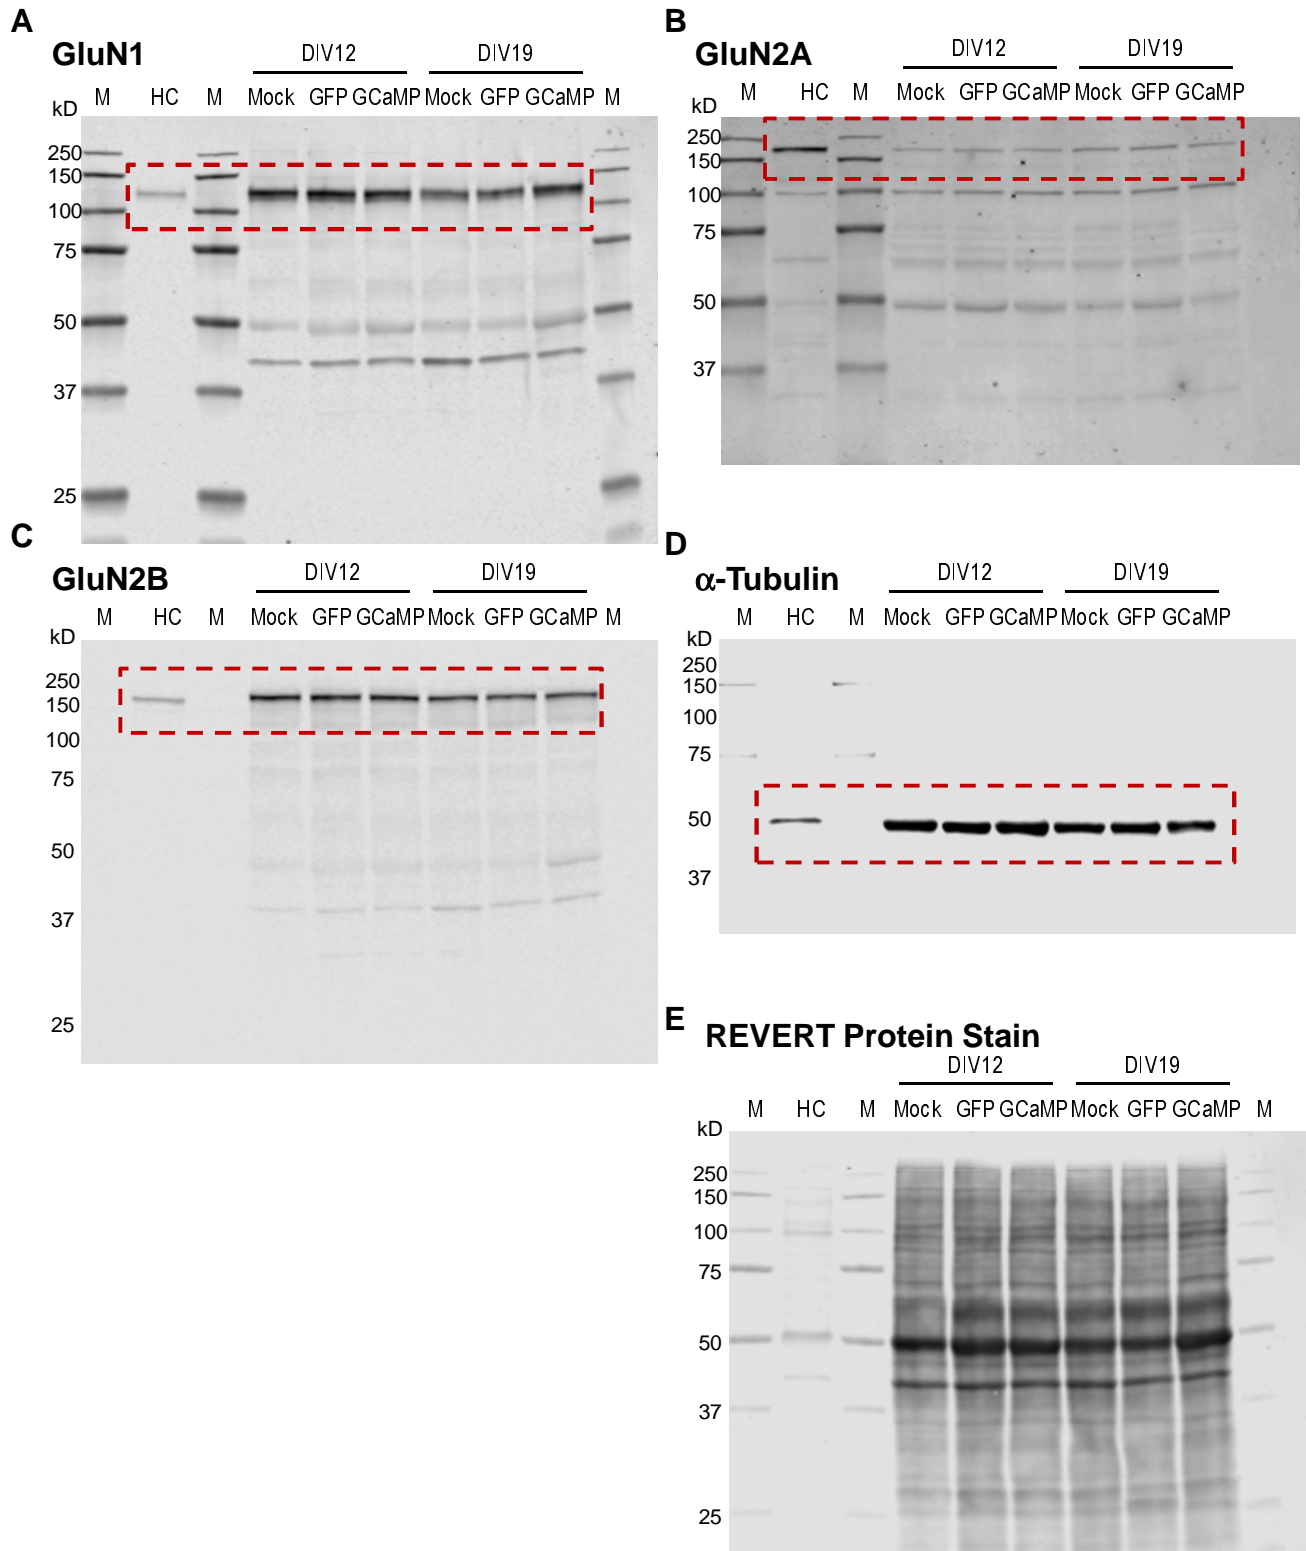 A
GluN1
DIV12 DIV19
M HC M Mock GFP GCaMP Mock GFP GCaMP M
kD
250
150
100
75
50
37
25
B
GluN2A
DIV12 DIV19
M HC M Mock GFP GCaMP Mock GFP GCaMP
kD
250
150
100
75
50
37
C
GluN2B
DIV12 DIV19
M HC M Mock GFP GCaMP Mock GFP GCaMP M
kD
250
150
100
75
50
37
25
D
α-Tubulin
DIV12 DIV19
M HC M Mock GFP GCaMP Mock GFP GCaMP
kD
250
150
100
75
50
37
E
REVERT Protein Stain
DIV12 DIV19
M HC M Mock GFP GCaMP Mock GFP GCaMP M
kD
250
150
100
75
50
37
25